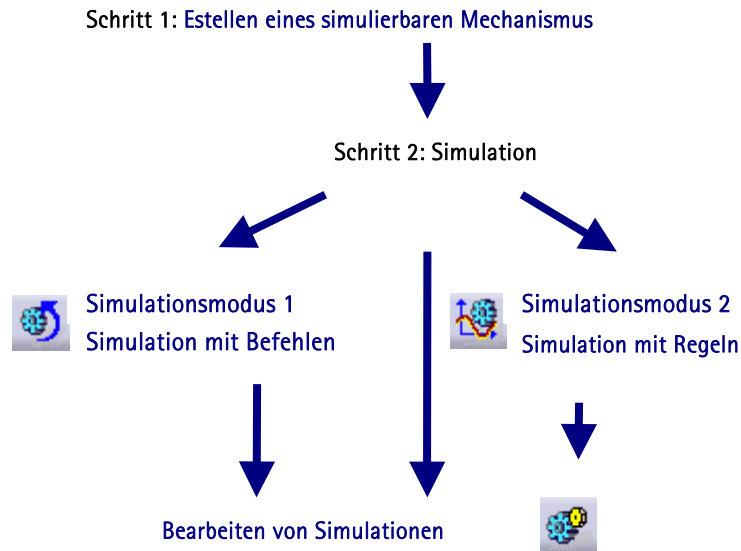 Schritt 1: Estellen eines simulierbaren Mechanismus
Schritt 2: Simulation
Simulationsmodus 1
Simulation mit Befehlen
Simulationsmodus 2
Simulation mit Regeln
Bearbeiten von Simulationen